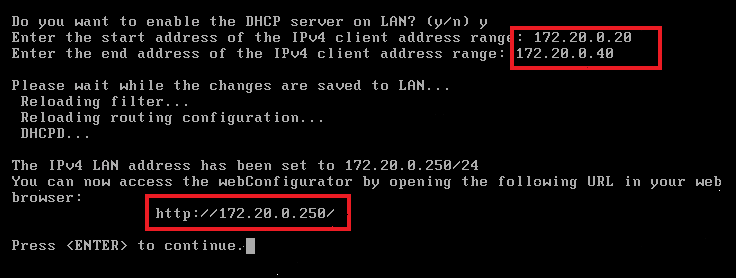 Do you want to enable the DHCP server on LAN? (y/n) y
Enter the start address of the IPv4 client address range: 172.20.0.20
Enter the end address of the IPv4 client address range: 172.20.0.40
Please wait while the changes are saved to LAN...
Reloading filter...
Reloading routing configuration...
DHCPD...
The IPv4 LAN address has been set to 172.20.0.250/24
You can now access the webConfigurator by opening the following URL in your web
browser:
http://172.20.0.250/
Press <ENTER> to continue.